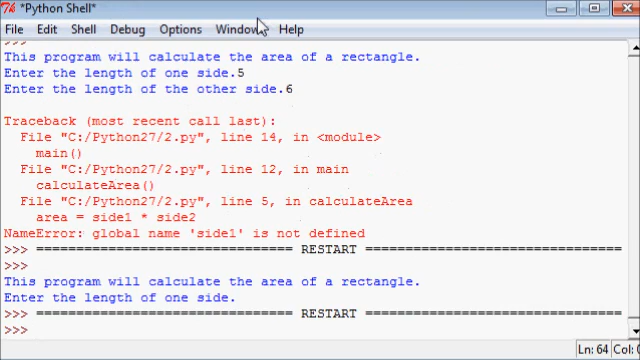 *Python Shell*
File Edit Shell Debug Options Windows Help
>>>
This program will calculate the area of a rectangle.
Enter the length of one side.5
Enter the length of the other side.6
Traceback (most recent call last):
File "C:/Python27/2.py", line 14, in <module>
main()
File "C:/Python27/2.py", line 12, in main
calculateArea()
File "C:/Python27/2.py", line 5, in calculateArea
area = side1 * side2
NameError: global name 'side1' is not defined
>>> ================================ RESTART ================================
>>>
This program will calculate the area of a rectangle.
Enter the length of one side.
>>> ================================ RESTART ================================
>>>
Ln: 64 Col: